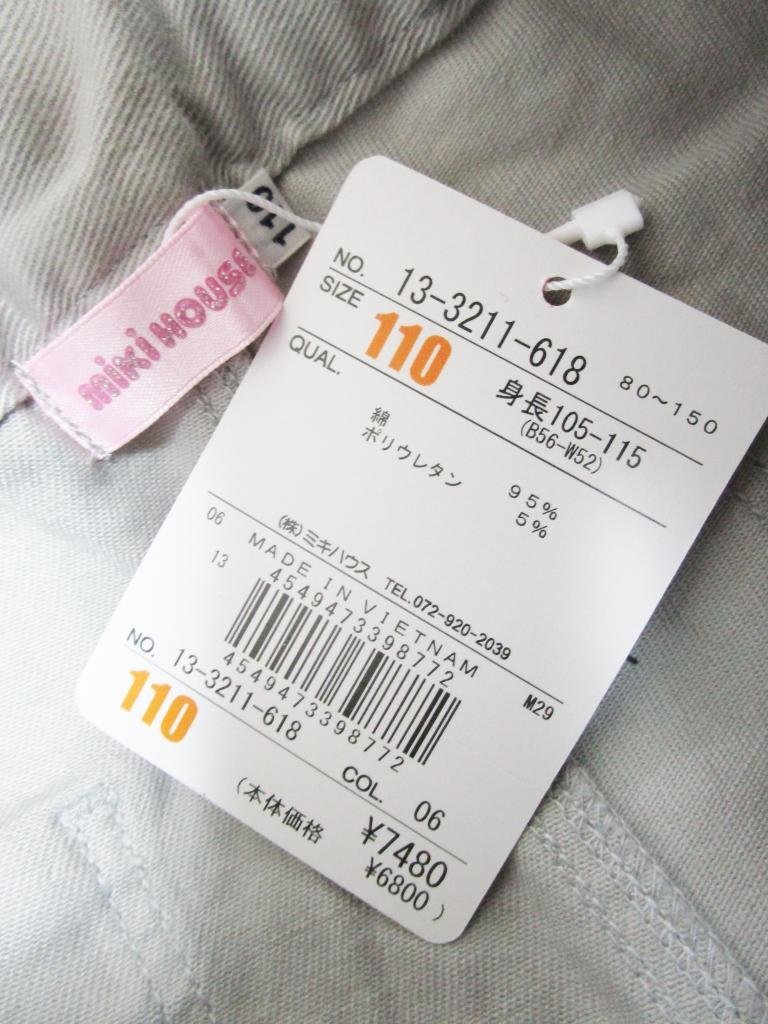 miki HOUSE
110
NO. 13-3211-618
SIZE 110 80～150
身長105-115
(B56-W52)
QUAL.
綿 95%
ポリウレタン 5%
06 (株)ミキハウス TEL.072-920-2039
13 MADE IN VIETNAM
4549473398772
M29
4549473398772
NO. 13-3211-618
110
COL. 06
¥7480
(本体価格 ¥6800)